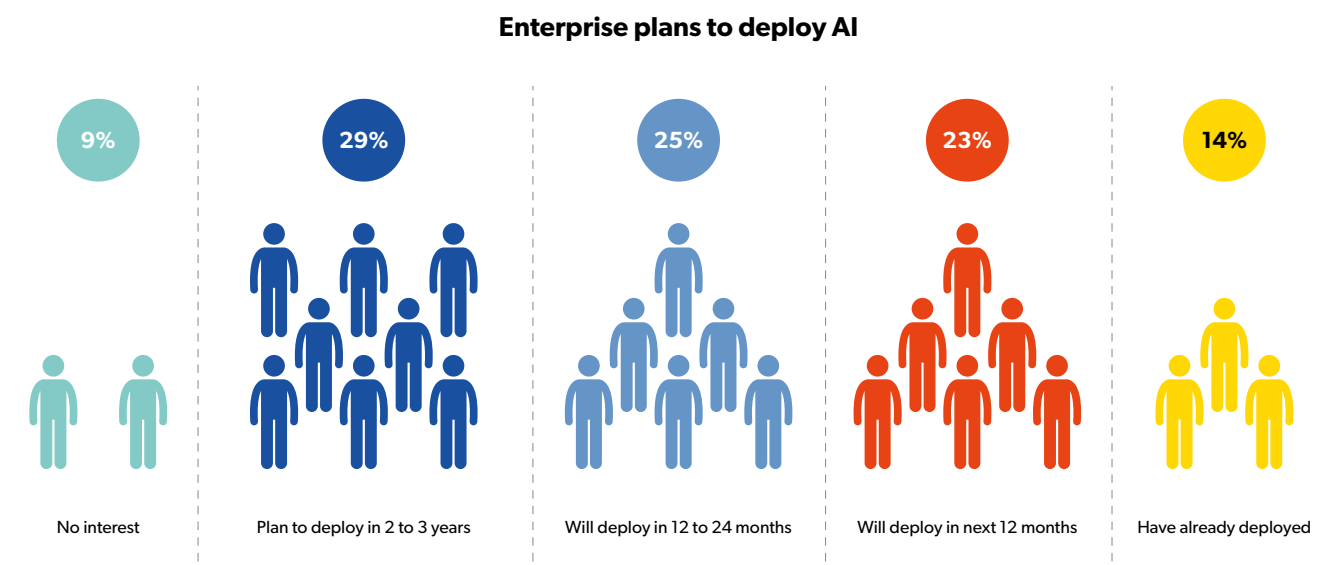 Enterprise plans to deploy AI
9%
29%
25%
23%
14%
No interest
Plan to deploy in 2 to 3 years
Will deploy in 12 to 24 months
Will deploy in next 12 months
Have already deployed